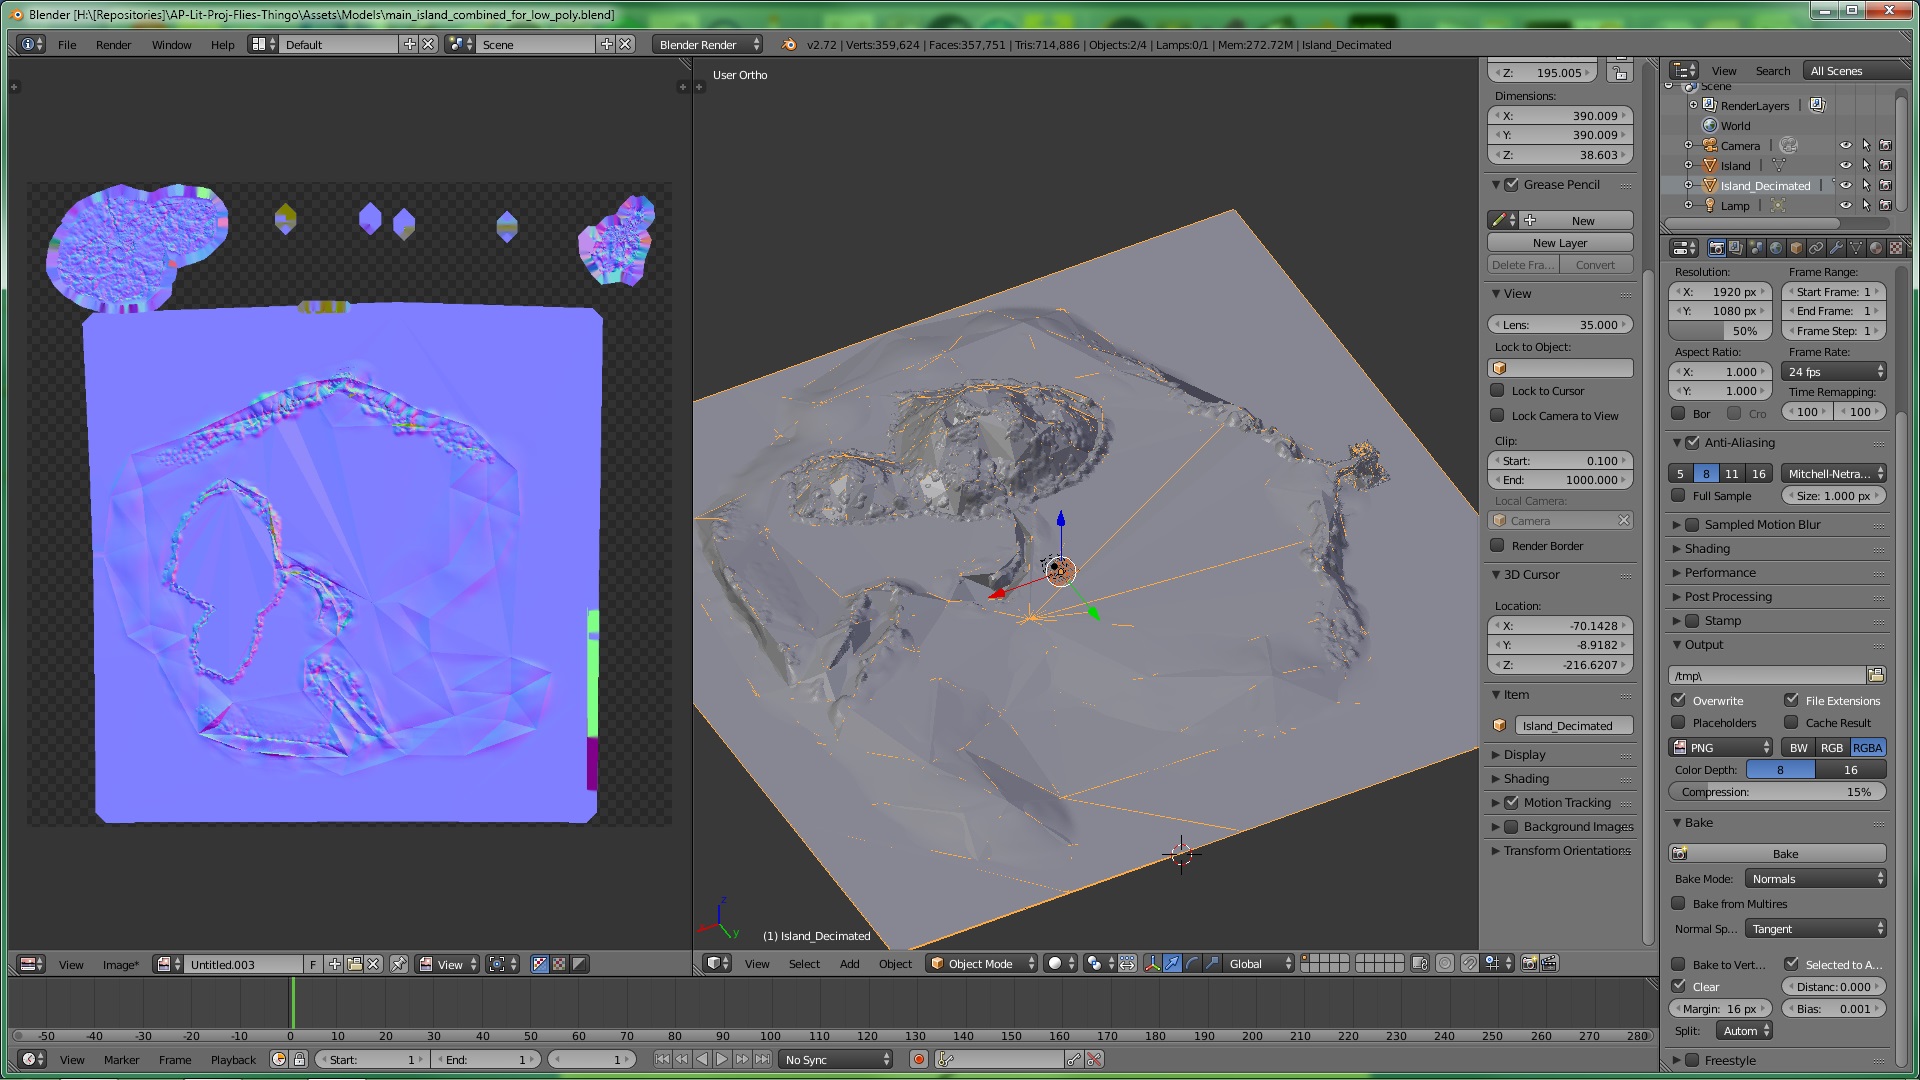 Blender [H:\[Repositories]\AP-Lit-Proj-Flies-Thingo\Assets\Models\main_island_combined_for_low_poly.blend]
File Render Window Help Default Scene Blender Render v2.72 | Verts:359,624 | Faces:357,751 | Tris:714,886 | Objects:2/4 | Lamps:0/1 | Mem:272.72M | Island_Decimated
User Ortho
(1) Island_Decimated
Z: 195.005
Dimensions:
X: 390.009
Y: 390.009
Z: 38.603
Grease Pencil
New
New Layer
Delete Fra... Convert
View
Lens: 35.000
Lock to Object:
Lock to Cursor
Lock Camera to View
Clip:
Start: 0.100
End: 1000.000
Local Camera:
Camera
Render Border
3D Cursor
Location:
X: -70.1428
Y: -8.9182
Z: -216.6207
Item
Island_Decimated
Display
Shading
Motion Tracking
Background Images
Transform Orientations
View Search All Scenes
Scene
RenderLayers
World
Camera
Island
Island_Decimated
Lamp
Resolution: Frame Range:
X: 1920 px Start Frame: 1
Y: 1080 px End Frame: 1
50% Frame Step: 1
Aspect Ratio: Frame Rate:
X: 1.000 24 fps
Y: 1.000 Time Remapping:
Bor Cro 100 100
Anti-Aliasing
5 8 11 16 Mitchell-Netra...
Full Sample Size: 1.000 px
Sampled Motion Blur
Shading
Performance
Post Processing
Stamp
Output
/tmp\
Overwrite File Extensions
Placeholders Cache Result
PNG BW RGB RGBA
Color Depth: 8 16
Compression: 15%
Bake
Bake
Bake Mode: Normals
Bake from Multires
Normal Sp... Tangent
Bake to Vert... Selected to A...
Clear Distanc: 0.000
Margin: 16 px Bias: 0.001
Split: Autom
Freestyle
View Image* Untitled.003 F View
View Select Add Object Object Mode Global
-50 -40 -30 -20 -10 0 10 20 30 40 50 60 70 80 90 100 110 120 130 140 150 160 170 180 190 200 210 220 230 240 250 260 270 280
View Marker Frame Playback Start: 1 End: 1 1 No Sync
z
y